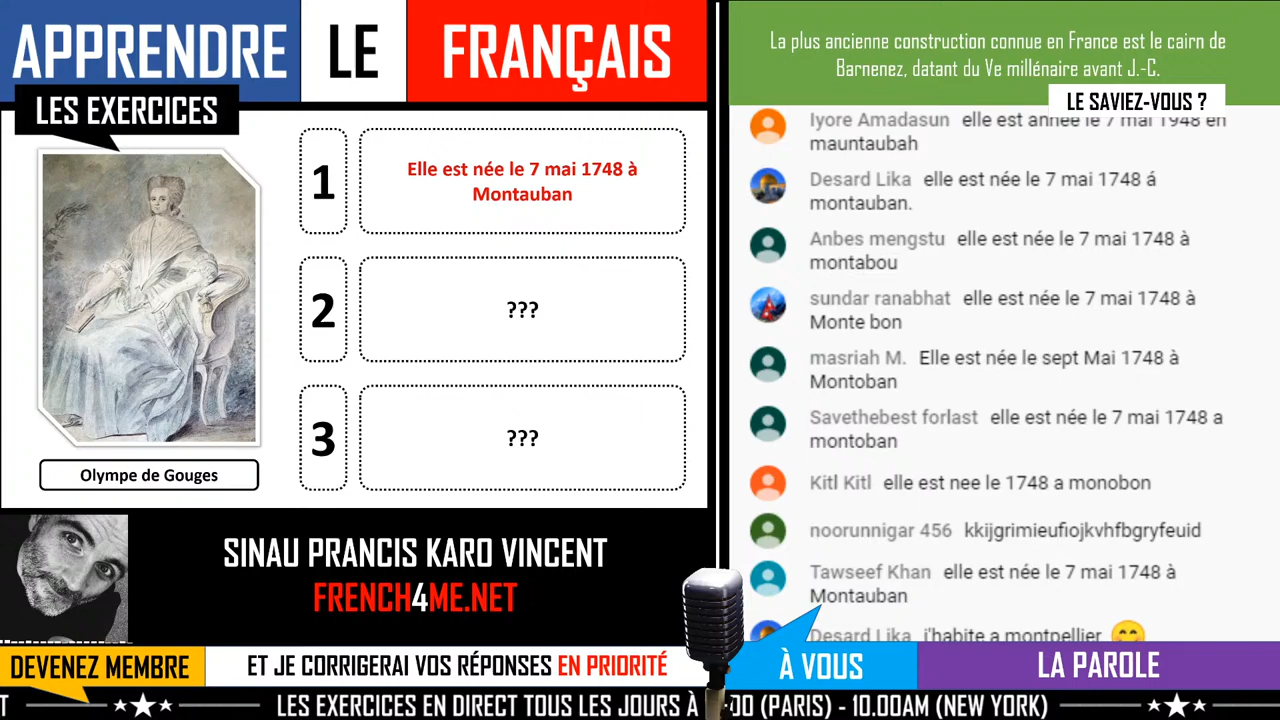 APPRENDRE LE FRANÇAIS
LES EXERCICES
1
Elle est née le 7 mai 1748 à
Montauban
2
???
3
???
Olympe de Gouges
SINAU PRANCIS KARO VINCENT
FRENCH4ME.NET
DEVENEZ MEMBRE
ET JE CORRIGERAI VOS RÉPONSES EN PRIORITÉ
La plus ancienne construction connue en France est le cairn de
Barnenez, datant du Ve millénaire avant J.-C.
LE SAVIEZ-VOUS ?
Iyore Amadasun elle est année le 7 mai 1948 en
mauntaubah
Desard Lika elle est née le 7 mai 1748 á
montauban.
Anbes mengstu elle est née le 7 mai 1748 à
montabou
sundar ranabhat elle est née le 7 mai 1748 à
Monte bon
masriah M. Elle est née le sept Mai 1748 à
Montoban
Savethebest forlast elle est née le 7 mai 1748 a
montoban
Kitl Kitl elle est nee le 1748 a monobon
noorunnigar 456 kkijgrimieufiojkvhfbgryfeuid
Tawseef Khan elle est née le 7 mai 1748 à
Montauban
Desard Lika j'habite a montpellier
À VOUS LA PAROLE
LES EXERCICES EN DIRECT TOUS LES JOURS À :00 (PARIS) - 10.00AM (NEW YORK)